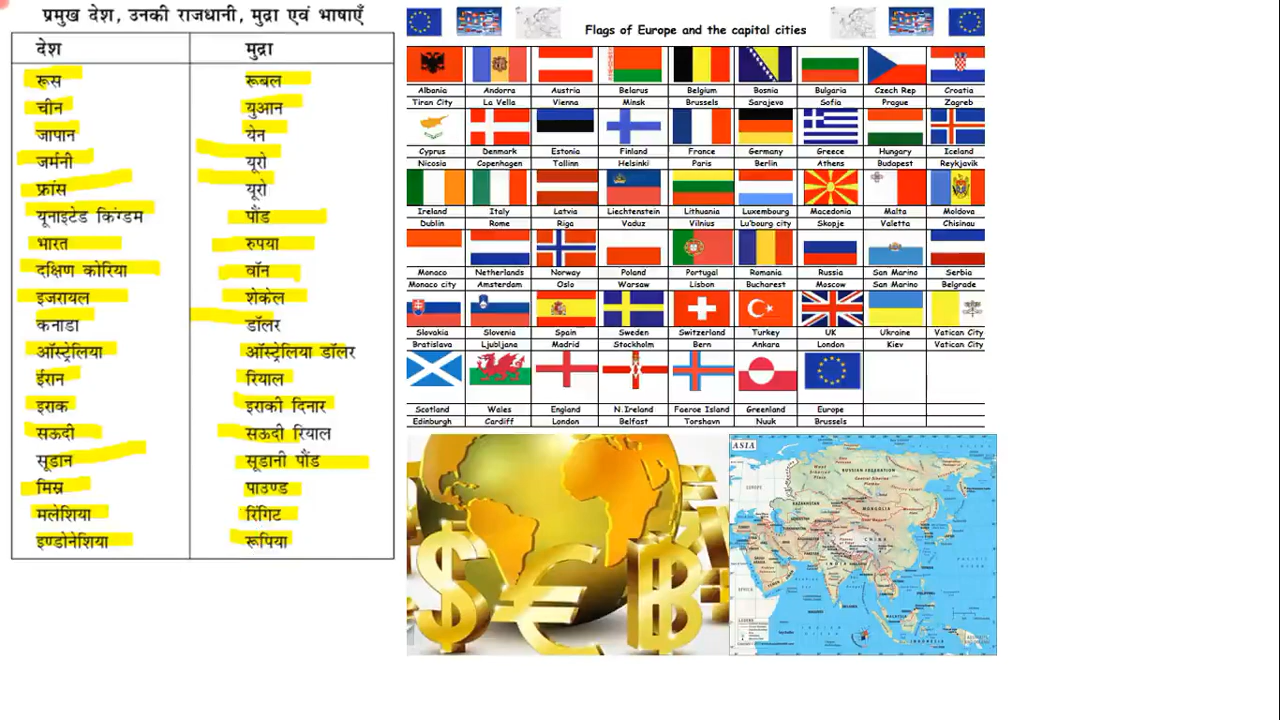 प्रमुख देश, उनकी राजधानी, मुद्रा एवं भाषाएँ
देश मुद्रा
रूस रूबल
चीन युआन
जापान येन
जर्मनी यूरो
फ्रांस यूरो
यूनाइटेड किंग्डम पौंड
भारत रुपया
दक्षिण कोरिया वॉन
इजरायल शेकेल
कनाडा डॉलर
ऑस्ट्रेलिया ऑस्ट्रेलिया डॉलर
ईरान रियाल
इराक इराकी दिनार
सऊदी सऊदी रियाल
सूडान सूडानी पौंड
मिस्र पाउण्ड
मलेशिया रिंगिट
इण्डोनेशिया रूपिया
Flags of Europe and the capital cities
Albania Andorra Austria Belarus Belgium Bosnia Bulgaria Czech Rep Croatia
Tiran City La Vella Vienna Minsk Brussels Sarajevo Sofia Prague Zagreb
Cyprus Denmark Estonia Finland France Germany Greece Hungary Iceland
Nicosia Copenhagen Tallinn Helsinki Paris Berlin Athens Budapest Reykjavik
Ireland Italy Latvia Liechtenstein Lithuania Luxembourg Macedonia Malta Moldova
Dublin Rome Riga Vaduz Vilnius Lu'bourg city Skopje Valetta Chisinau
Monaco Netherlands Norway Poland Portugal Romania Russia San Marino Serbia
Monaco city Amsterdam Oslo Warsaw Lisbon Bucharest Moscow San Marino Belgrade
Slovakia Slovenia Spain Sweden Switzerland Turkey UK Ukraine Vatican City
Bratislava Ljubljana Madrid Stockholm Bern Ankara London Kiev Vatican City
Scotland Wales England N.Ireland Faeroe Island Greenland Europe
Edinburgh Cardiff London Belfast Torshavn Nuuk Brussels
$ €
ASIA
RUSSIAN FEDERATION
KAZAKHSTAN
MONGOLIA
CHINA
INDIA
INDONESIA